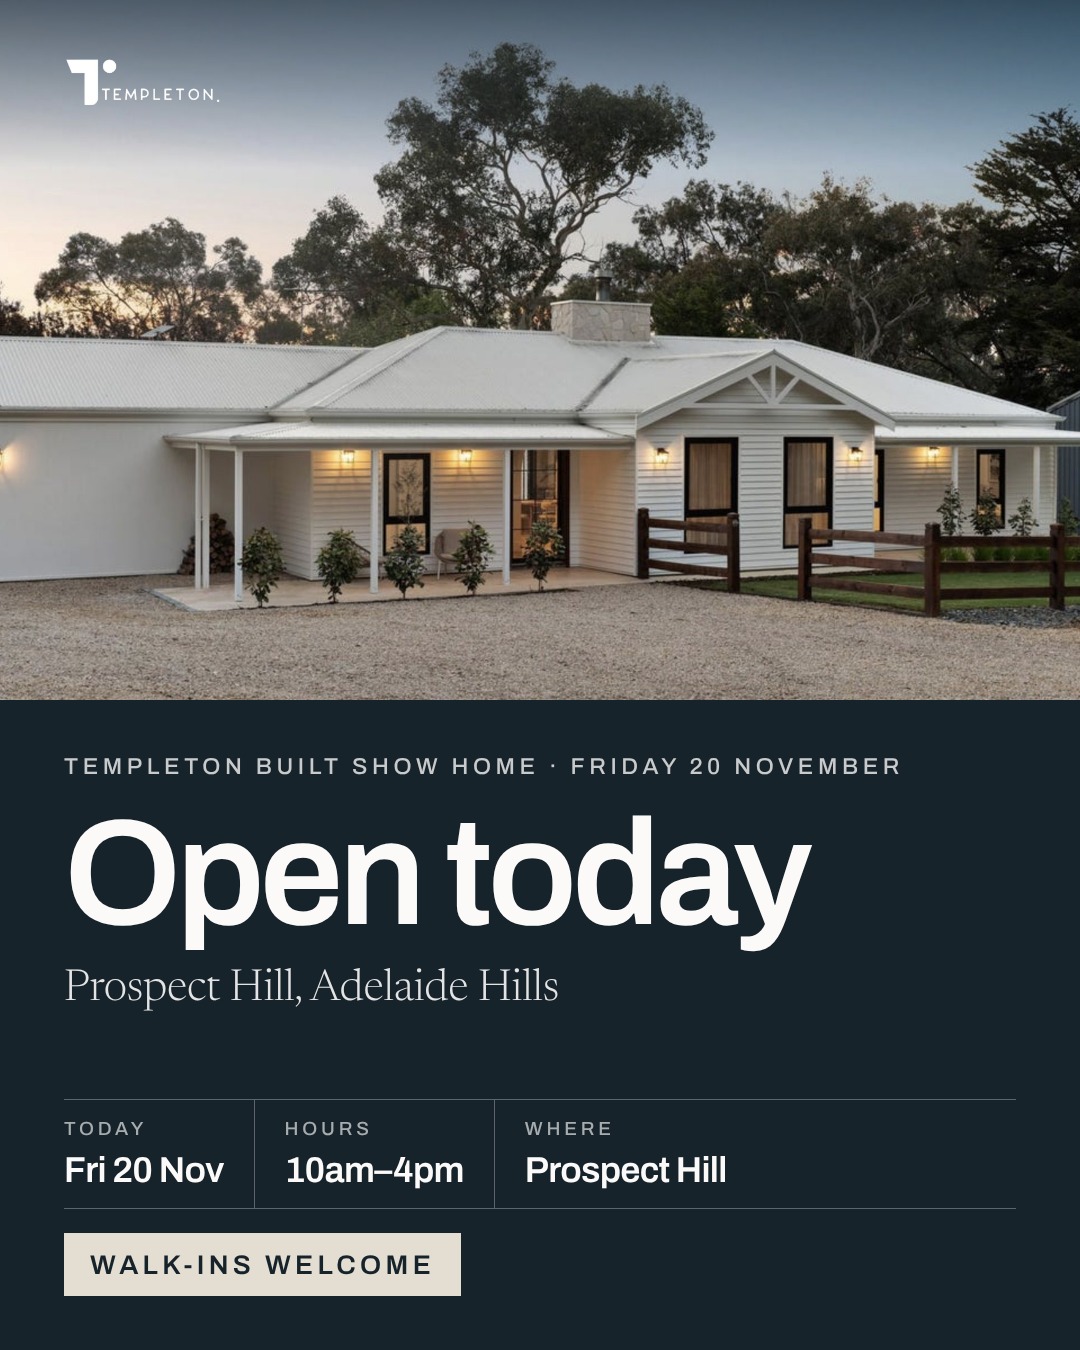 TEMPLETON.
TEMPLETON BUILT SHOW HOME · FRIDAY 20 NOVEMBER
Open today
Prospect Hill, Adelaide Hills
TODAY
Fri 20 Nov
HOURS
10am–4pm
WHERE
Prospect Hill
WALK-INS WELCOME